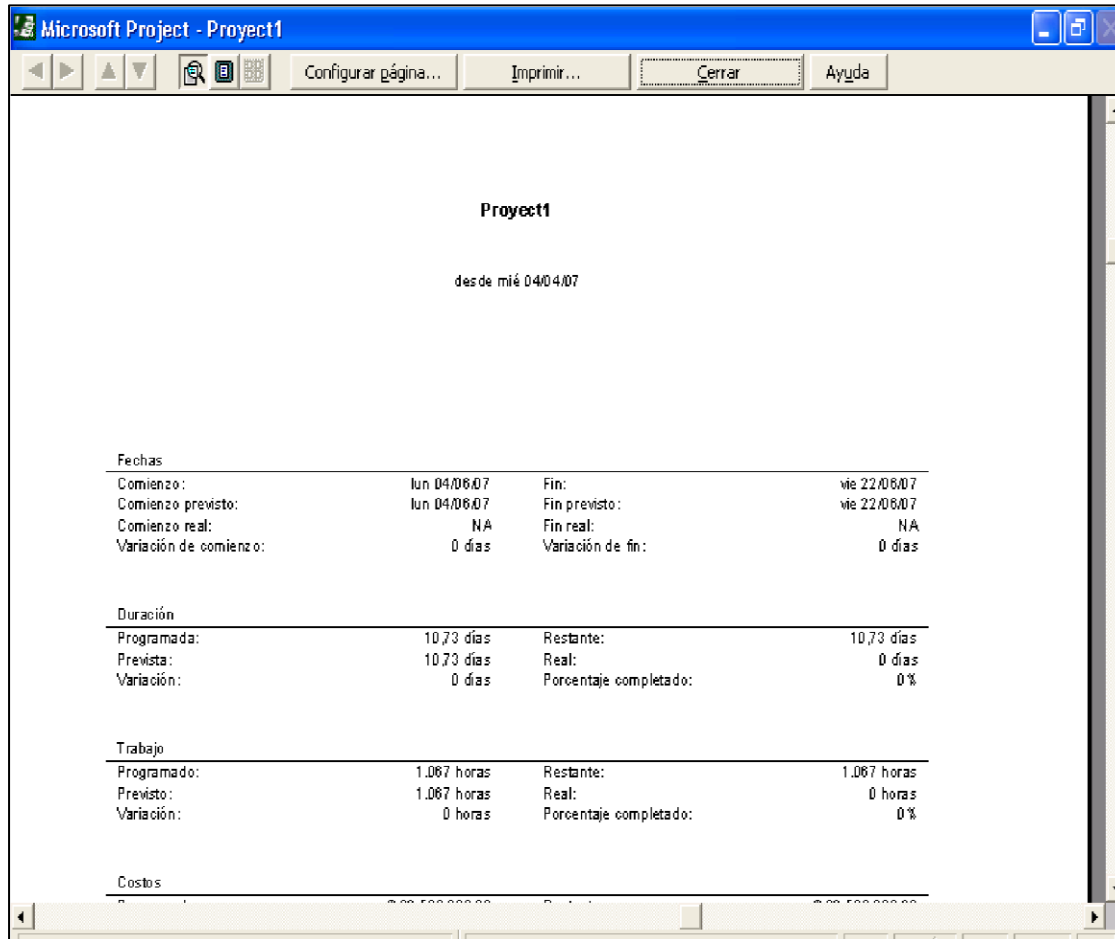 Microsoft Project - Proyect1
Configurar página... Imprimir... Cerrar Ayuda
Proyect1
desde mié 04/04/07
Fechas
Comienzo: lun 04/06/07 Fin: vie 22/06/07
Comienzo previsto: lun 04/06/07 Fin previsto: vie 22/06/07
Comienzo real: NA Fin real: NA
Variación de comienzo: 0 días Variación de fin: 0 días
Duración
Programada: 10,73 días Restante: 10,73 días
Prevista: 10,73 días Real: 0 días
Variación: 0 días Porcentaje completado: 0%
Trabajo
Programado: 1.067 horas Restante: 1.067 horas
Previsto: 1.067 horas Real: 0 horas
Variación: 0 horas Porcentaje completado: 0%
Costos